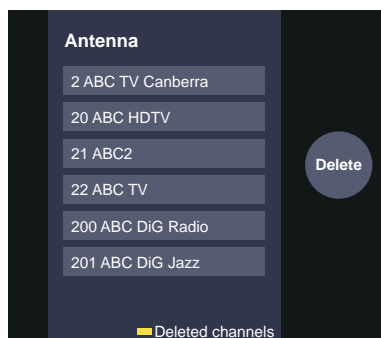 Antenna
2 ABC TV Canberra
20 ABC HDTV
21 ABC2
22 ABC TV
200 ABC DiG Radio
201 ABC DiG Jazz
Delete
Deleted channels